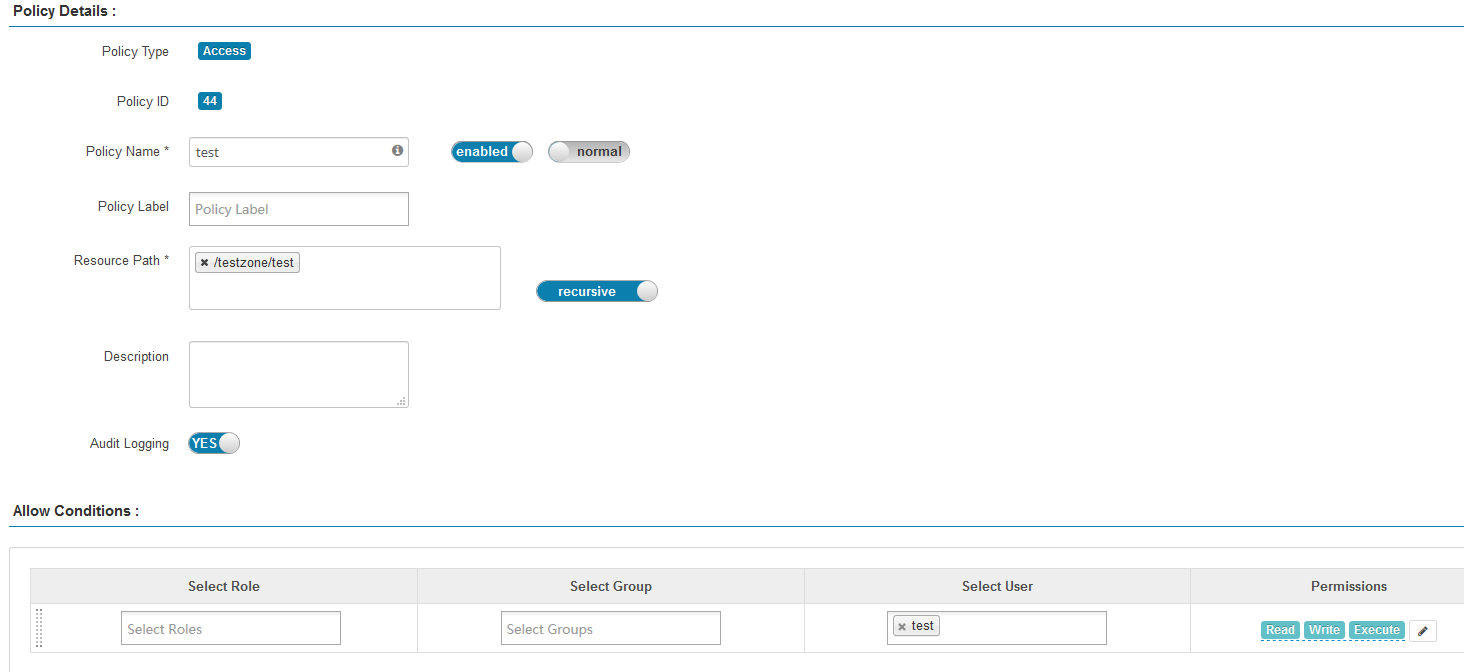 Policy Details :
Policy Type Access
Policy ID 44
Policy Name * test enabled normal
Policy Label Policy Label
Resource Path * /testzone/test
recursive
Description
Audit Logging YES
Allow Conditions :
Select Role Select Group Select User Permissions
Select Roles Select Groups test Read Write Execute